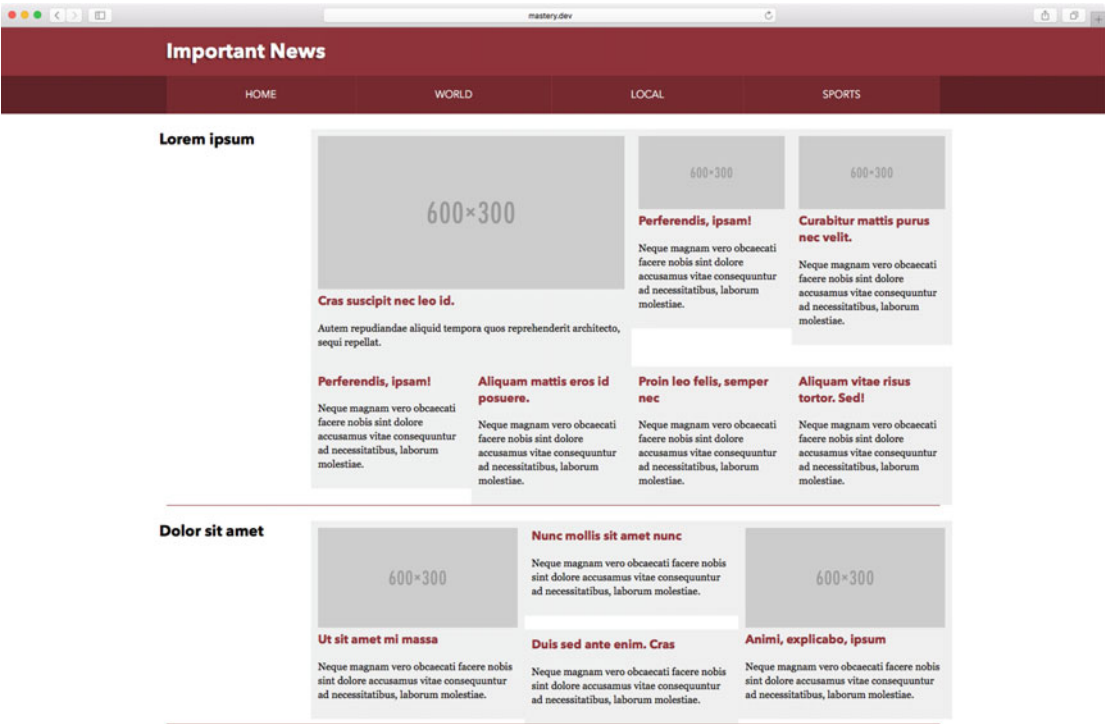 mastery.dev
Important News
HOME
WORLD
LOCAL
SPORTS
Lorem ipsum
600×300
Cras suscipit nec leo id.
Autem repudiandae aliquid tempora quos reprehenderit architecto,
sequi repellat.
600×300
Perferendis, ipsam!
Neque magnam vero obcaecati
facere nobis sint dolore
accusamus vitae consequuntur
ad necessitatibus, laborum
molestiae.
600×300
Curabitur mattis purus
nec velit.
Neque magnam vero obcaecati
facere nobis sint dolore
accusamus vitae consequuntur
ad necessitatibus, laborum
molestiae.
Perferendis, ipsam!
Neque magnam vero obcaecati
facere nobis sint dolore
accusamus vitae consequuntur
ad necessitatibus, laborum
molestiae.
Aliquam mattis eros id
posuere.
Neque magnam vero obcaecati
facere nobis sint dolore
accusamus vitae consequuntur
ad necessitatibus, laborum
molestiae.
Proin leo felis, semper
nec
Neque magnam vero obcaecati
facere nobis sint dolore
accusamus vitae consequuntur
ad necessitatibus, laborum
molestiae.
Aliquam vitae risus
tortor. Sed!
Neque magnam vero obcaecati
facere nobis sint dolore
accusamus vitae consequuntur
ad necessitatibus, laborum
molestiae.
Dolor sit amet
600×300
Ut sit amet mi massa
Neque magnam vero obcaecati facere nobis
sint dolore accusamus vitae consequuntur
ad necessitatibus, laborum molestiae.
Nunc mollis sit amet nunc
Neque magnam vero obcaecati facere nobis
sint dolore accusamus vitae consequuntur
ad necessitatibus, laborum molestiae.
Duis sed ante enim. Cras
Neque magnam vero obcaecati facere nobis
sint dolore accusamus vitae consequuntur
ad necessitatibus, laborum molestiae.
600×300
Animi, explicabo, ipsum
Neque magnam vero obcaecati facere nobis
sint dolore accusamus vitae consequuntur
ad necessitatibus, laborum molestiae.